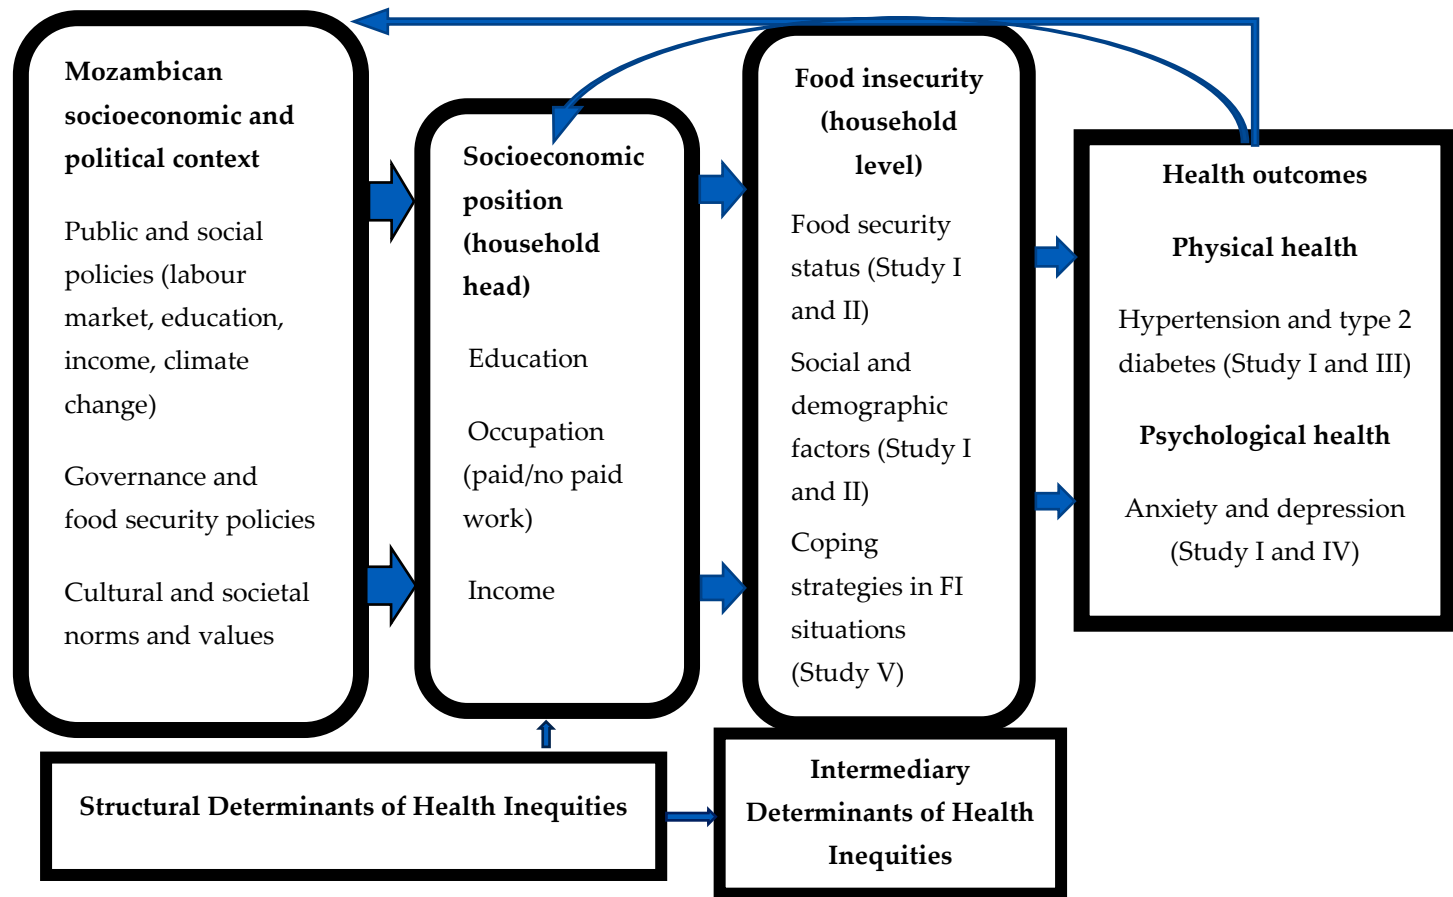 Mozambican
socioeconomic and
political context
Public and social
policies (labour
market, education,
income, climate
change)
Governance and
food security policies
Cultural and societal
norms and values
Socioeconomic
position
(household
head)
Education
Occupation
(paid/no paid
work)
Income
Food insecurity
(household
level)
Food security
status (Study I
and II)
Social and
demographic
factors (Study I
and II)
Coping
strategies in FI
situations
(Study V)
Health outcomes
Physical health
Hypertension and type 2
diabetes (Study I and III)
Psychological health
Anxiety and depression
(Study I and IV)
Structural Determinants of Health Inequities
Intermediary
Determinants of Health
Inequities